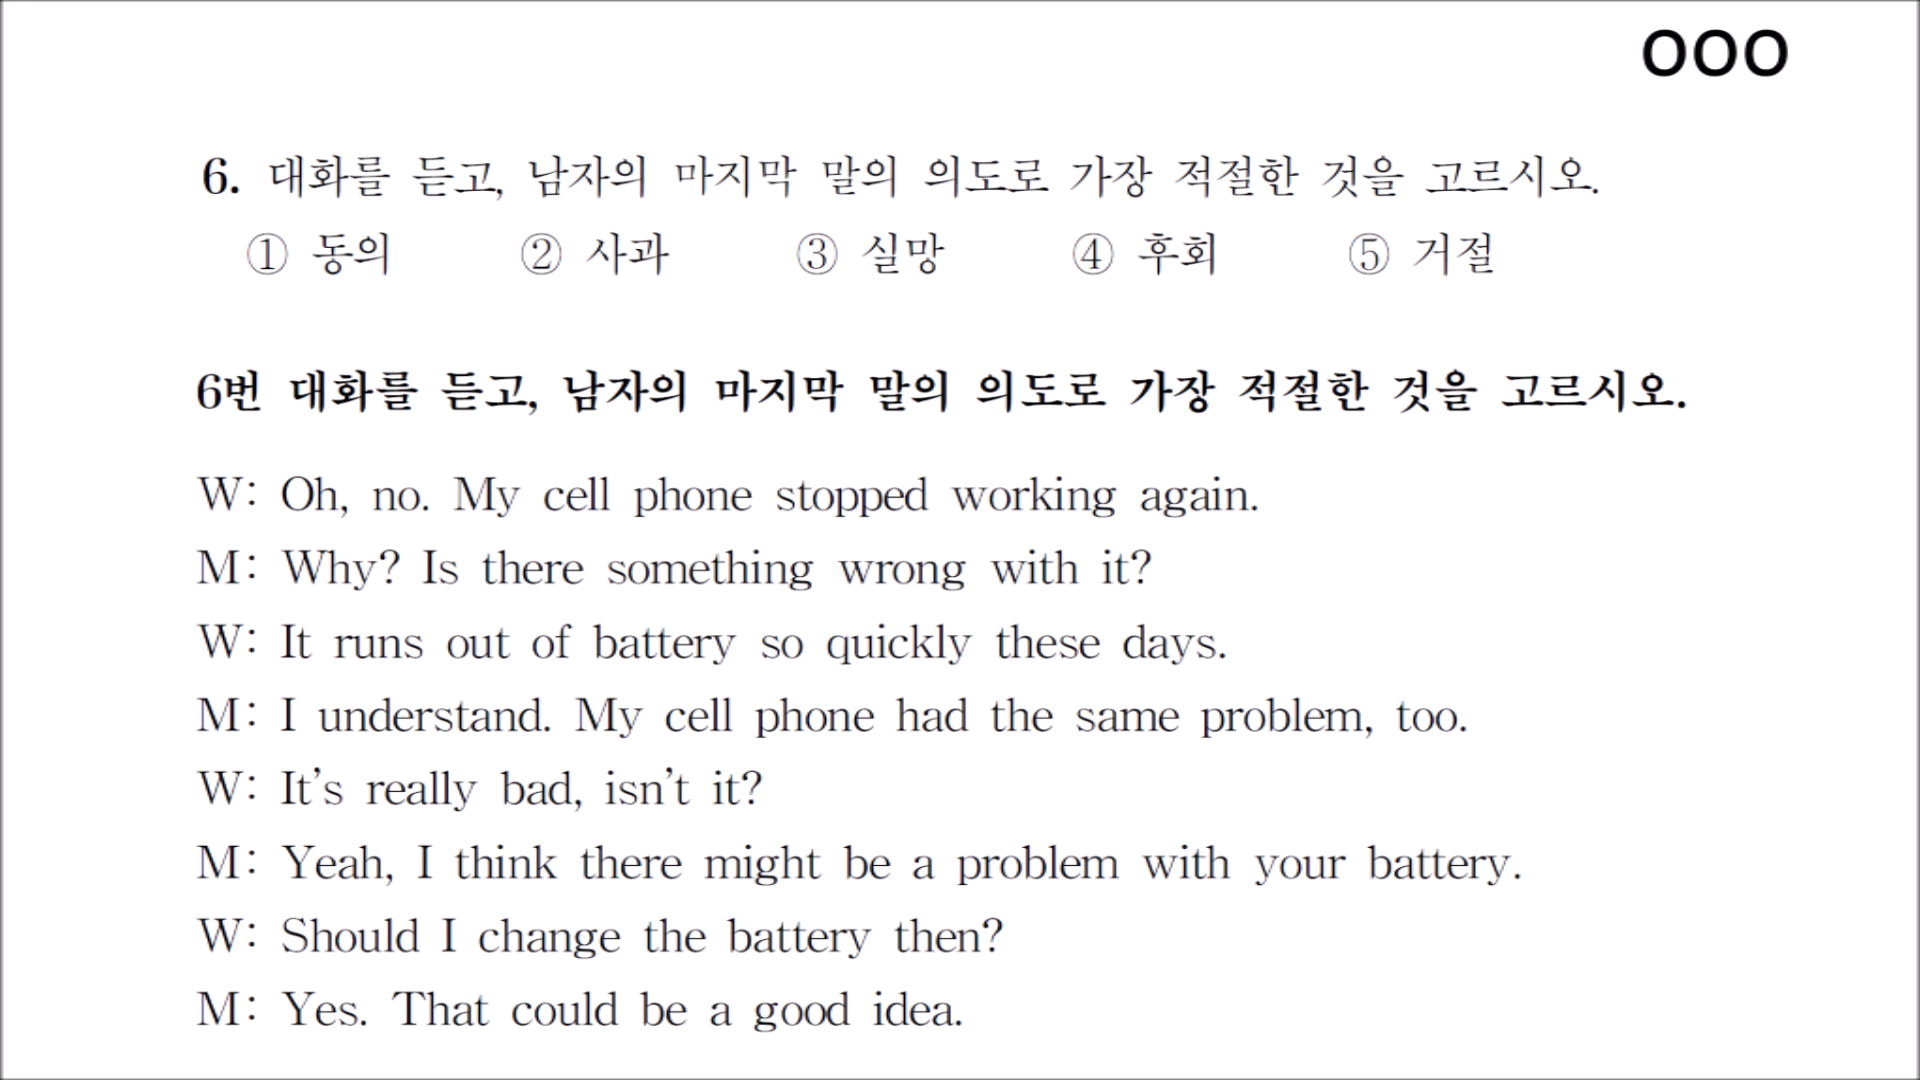 OOO
6. 대화를 듣고, 남자의 마지막 말의 의도로 가장 적절한 것을 고르시오.
① 동의 ② 사과 ③ 실망 ④ 후회 ⑤ 거절
6번 대화를 듣고, 남자의 마지막 말의 의도로 가장 적절한 것을 고르시오.
W: Oh, no. My cell phone stopped working again.
M: Why? Is there something wrong with it?
W: It runs out of battery so quickly these days.
M: I understand. My cell phone had the same problem, too.
W: It’s really bad, isn’t it?
M: Yeah, I think there might be a problem with your battery.
W: Should I change the battery then?
M: Yes. That could be a good idea.